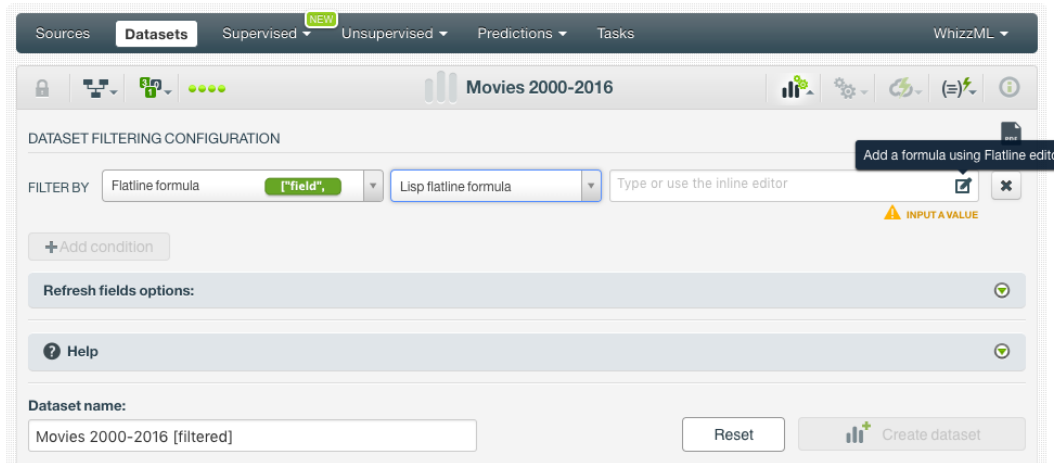 NEW
Sources Datasets Supervised Unsupervised Predictions Tasks WhizzML
Movies 2000-2016
DATASET FILTERING CONFIGURATION
PDF
Add a formula using Flatline edito
FILTER BY Flatline formula ["field", Lisp flatline formula Type or use the inline editor
INPUT A VALUE
Add condition
Refresh fields options:
Help
Dataset name:
Movies 2000-2016 [filtered] Reset Create dataset